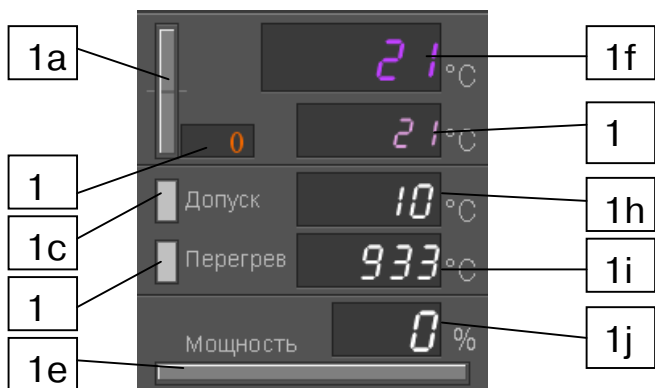 1a
21 °C
1f
0
21 °C
1
1
Допуск 10 °C
1h
1c
Перегрев 933 °C
1i
1
Мощность 0 %
1j
1e